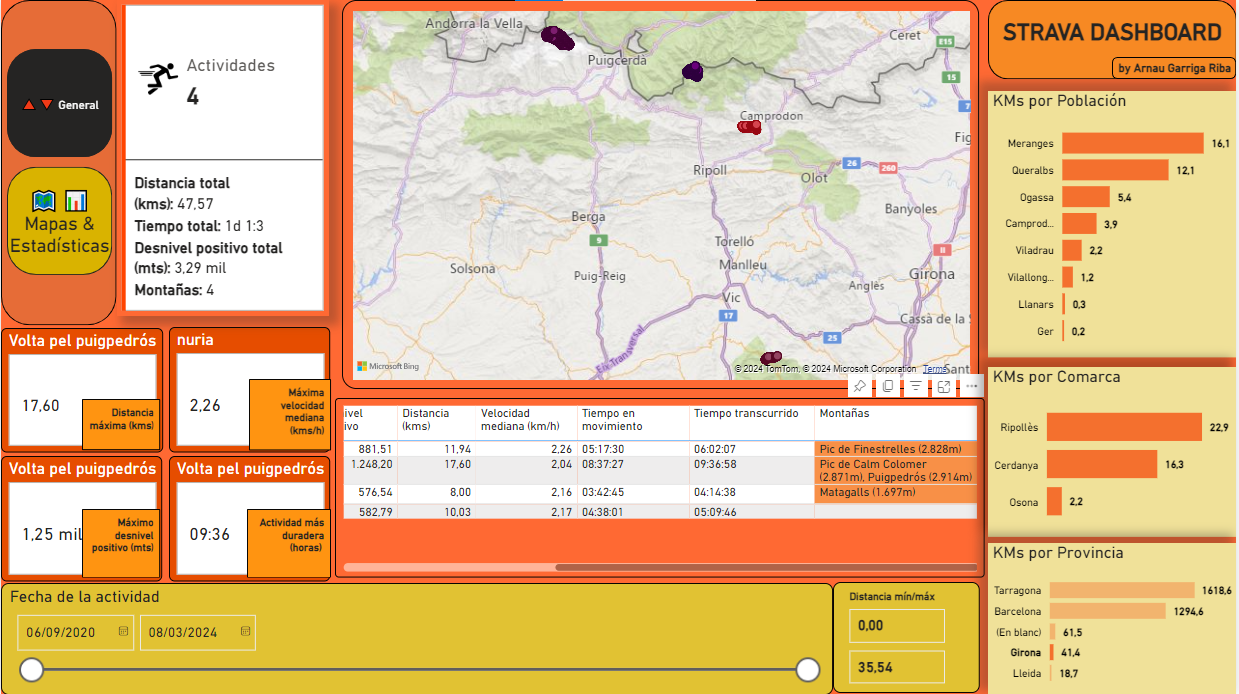 General
Mapas &
Estadísticas
Actividades
4
Distancia total
(kms): 47,57
Tiempo total: 1d 1:3
Desnivel positivo total
(mts): 3,29 mil
Montañas: 4
Andorra la Vella
Puigcerdà
Ceret
E15
15
Camprodon
Fig
Ripoll
26
260
Olot
Banyoles
Berga
9
Torelló
Manlleu
II
Solsona
Puig-Reig
Girona
Anglès
Vic
17
Cassà de la S
25
Eix Transversal
Microsoft Bing
© 2024 TomTom, © 2024 Microsoft Corporation Terms
Sant
STRAVA DASHBOARD
by Arnau Garriga Riba
KMs por Población
Meranges 16,1
Queralbs 12,1
Ogassa 5,4
Camprod... 3,9
Viladrau 2,2
Vilallong... 1,2
Llanars 0,3
Ger 0,2
KMs por Comarca
Ripollès 22,9
Cerdanya 16,3
Osona 2,2
KMs por Provincia
Tarragona 1618,6
Barcelona 1294,6
(En blanc) 61,5
Girona 41,4
Lleida 18,7
Volta pel puigpedrós
17,60
Distancia
máxima (kms)
nuria
2,26
Máxima
velocidad
mediana
(kms/h)
Volta pel puigpedrós
1,25 mil
Máximo
desnivel
positivo (mts)
Volta pel puigpedrós
09:36
Actividad más
duradera
(horas)
ivel
ivo
Distancia
(kms)
Velocidad
mediana (km/h)
Tiempo en
movimiento
Tiempo transcurrido
Montañas
881,51 11,94 2,26 05:17:30 06:02:07 Pic de Finestrelles (2.828m)
1.248,20 17,60 2,04 08:37:27 09:36:58 Pic de Calm Colomer
(2.871m), Puigpedrós (2.914m)
576,54 8,00 2,16 03:42:45 04:14:38 Matagalls (1.697m)
582,79 10,03 2,17 04:38:01 05:09:46
Fecha de la actividad
06/09/2020
08/03/2024
Distancia mín/máx
0,00
35,54